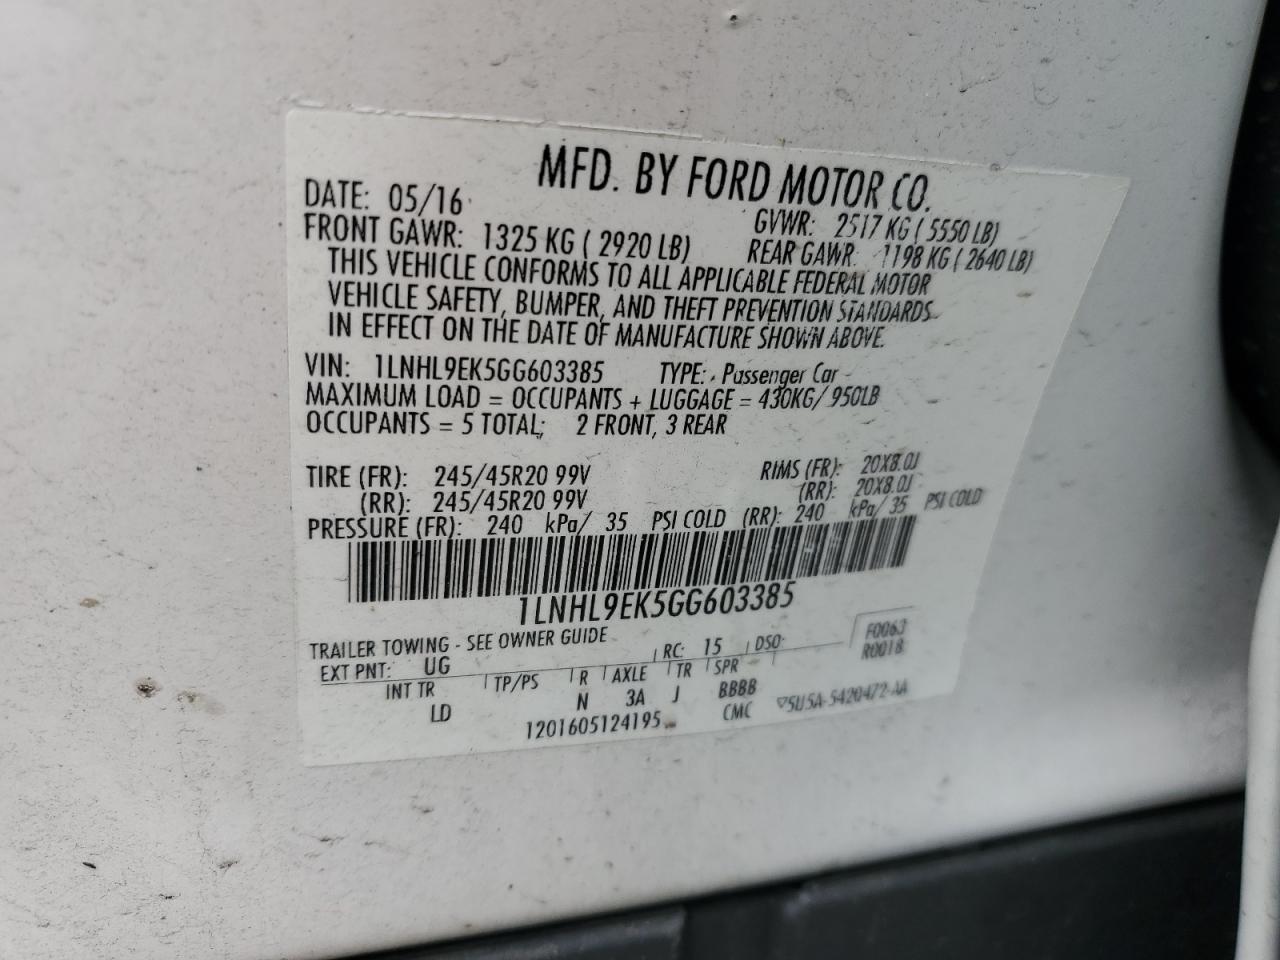 MFD. BY FORD MOTOR CO.
DATE: 05/16 GVWR: 2517 KG ( 5550 LB)
FRONT GAWR: 1325 KG ( 2920 LB) REAR GAWR: 1198 KG ( 2640 LB)
THIS VEHICLE CONFORMS TO ALL APPLICABLE FEDERAL MOTOR
VEHICLE SAFETY, BUMPER, AND THEFT PREVENTION STANDARDS
IN EFFECT ON THE DATE OF MANUFACTURE SHOWN ABOVE.
VIN: 1LNHL9EK5GG603385 TYPE: Passenger Car
MAXIMUM LOAD = OCCUPANTS + LUGGAGE = 430KG/ 950LB
OCCUPANTS = 5 TOTAL; 2 FRONT, 3 REAR
TIRE (FR): 245/45R20 99V RIMS (FR): 20X8.0J
(RR): 245/45R20 99V (RR): 20X8.0J
PRESSURE (FR): 240 kPa/ 35 PSI COLD (RR): 240 kPa/ 35 PSI COLD
1LNHL9EK5GG603385
TRAILER TOWING - SEE OWNER GUIDE
EXT PNT: UG RC: 15 DSO: F0063
R0018
INT TR TP/PS R AXLE TR SPR
LD N 3A J BBBB
1201605124195 CMC ▽5U5A-5420472-AA